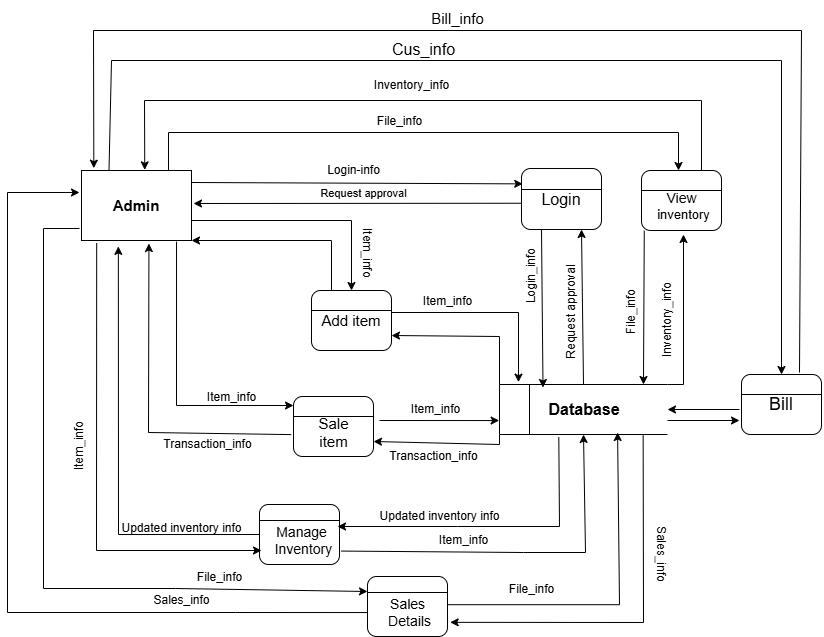 Bill_info
Cus_info
Inventory_info
File_info
Login-info
Request approval
Admin
Login
View
inventory
Item_info
Login_info
Request approval
File_info
Inventory_info
Add item
Item_info
Item_info
Item_info
Database
Bill
Sale
item
Transaction_info
Transaction_info
Item_info
Updated inventory info
Updated inventory info
Manage
Inventory
Item_info
Sales_info
File_info
File_info
Sales_info
Sales
Details